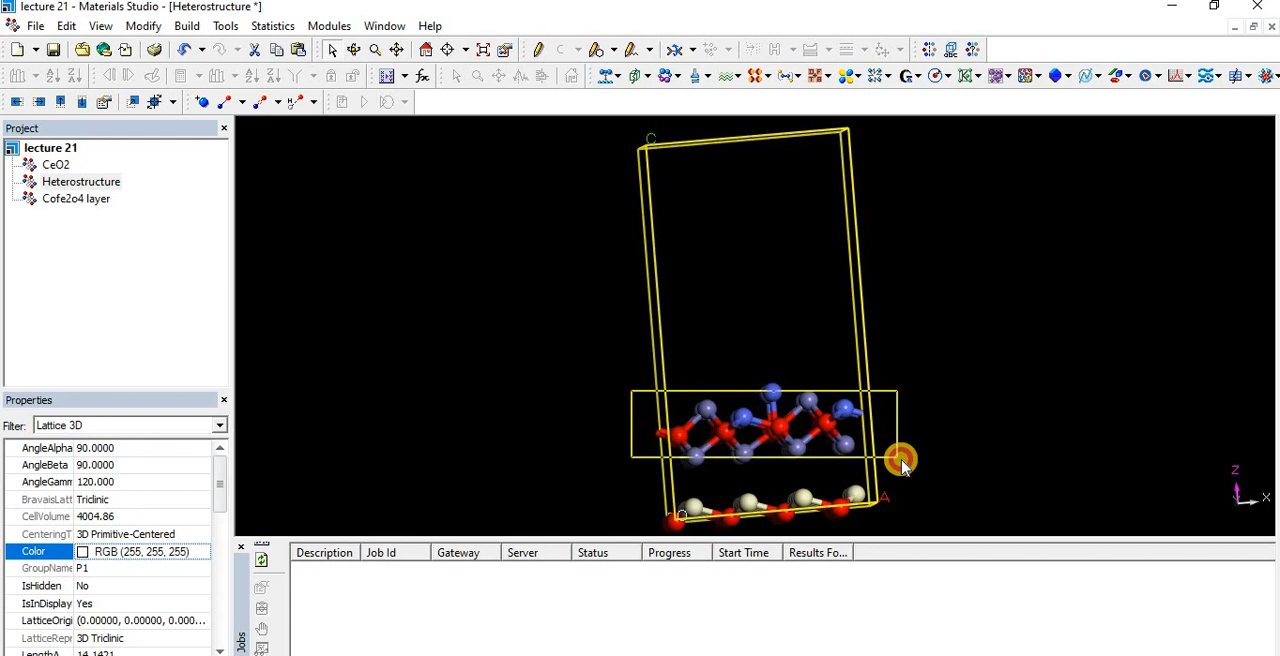 lecture 21 - Materials Studio - [Heterostructure *]
File Edit View Modify Build Tools Statistics Modules Window Help
Project
lecture 21
CeO2
Heterostructure
Cofe2o4 layer
Properties
Filter: Lattice 3D
AngleAlpha 90.0000
AngleBeta 90.0000
AngleGamm 120.000
BravaisLatt Triclinic
CellVolume 4004.86
CenteringT 3D Primitive-Centered
Color RGB (255, 255, 255)
GroupName P1
IsHidden No
IsInDisplay Yes
LatticeOrigi (0.00000, 0.00000, 0.000...
LatticeRepr 3D Triclinic
LengthA 14.1421
C
O
A
Z
X
Jobs
Description Job Id Gateway Server Status Progress Start Time Results Fo...